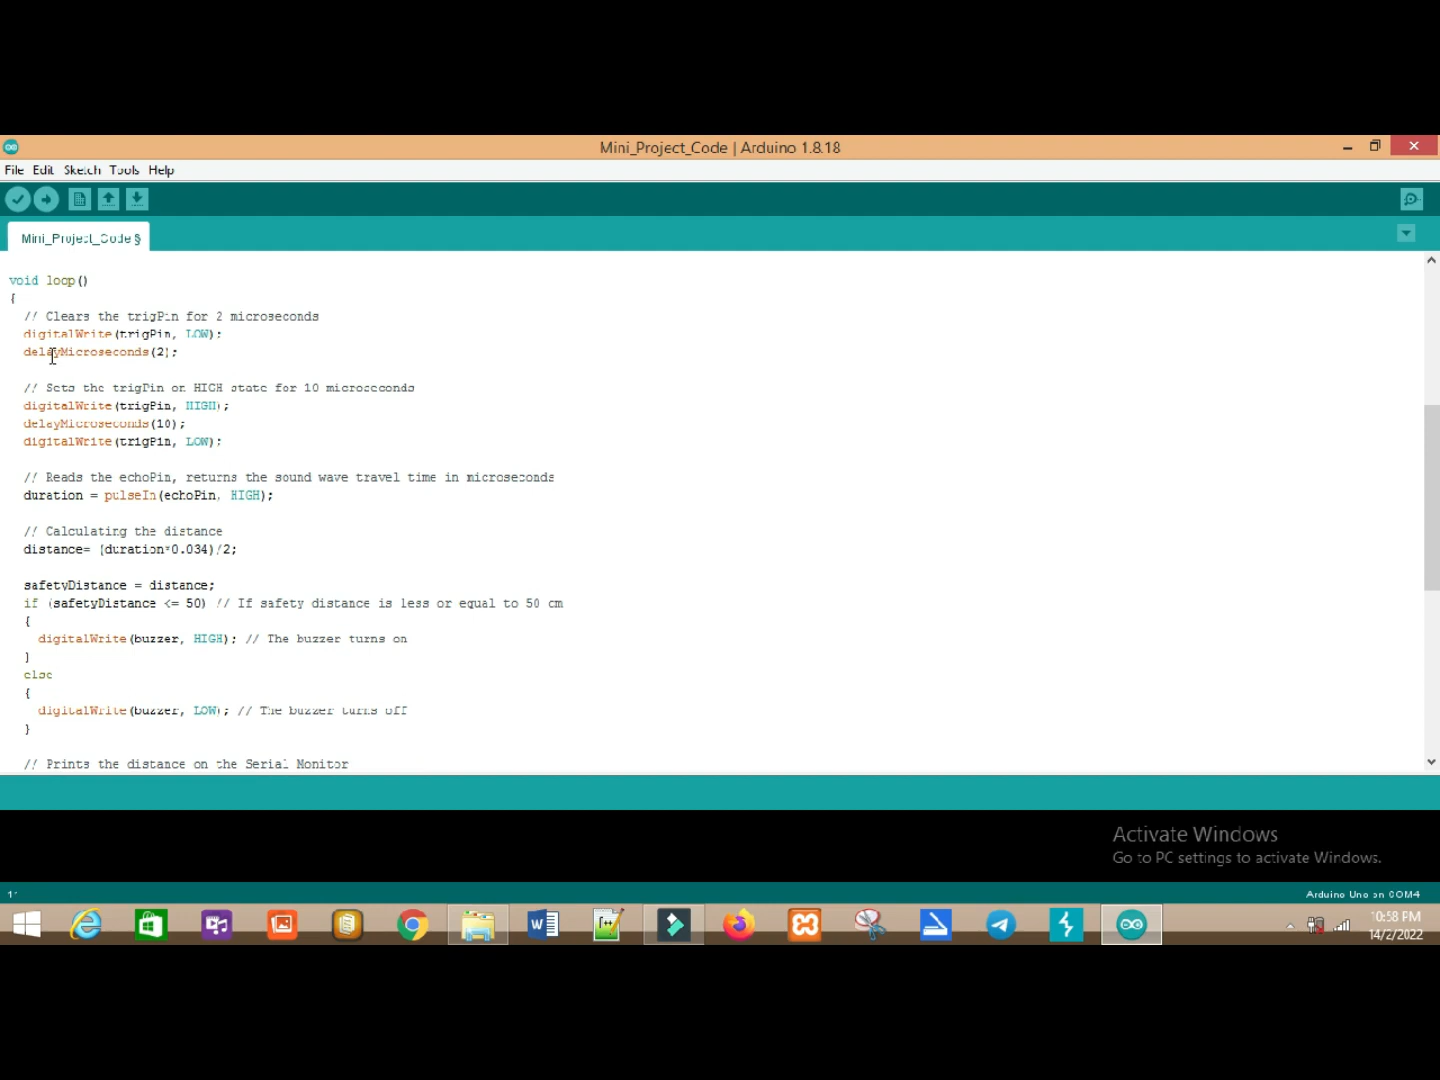 Mini_Project_Code | Arduino 1.8.18
File Edit Sketch Tools Help
Mini_Project_Code §
void loop()
{
// Clears the trigPin for 2 microseconds
digitalWrite(trigPin, LOW);
delayMicroseconds(2);
// Sets the trigPin on HIGH state for 10 microseconds
digitalWrite(trigPin, HIGH);
delayMicroseconds(10);
digitalWrite(trigPin, LOW);
// Reads the echoPin, returns the sound wave travel time in microseconds
duration = pulseIn(echoPin, HIGH);
// Calculating the distance
distance= (duration*0.034)/2;
safetyDistance = distance;
if (safetyDistance <= 50) // If safety distance is less or equal to 50 cm
{
digitalWrite(buzzer, HIGH); // The buzzer turns on
}
else
{
digitalWrite(buzzer, LOW); // The buzzer turns off
}
// Prints the distance on the Serial Monitor
Activate Windows
Go to PC settings to activate Windows.
Arduino Uno on COM4
10:58 PM
14/2/2022